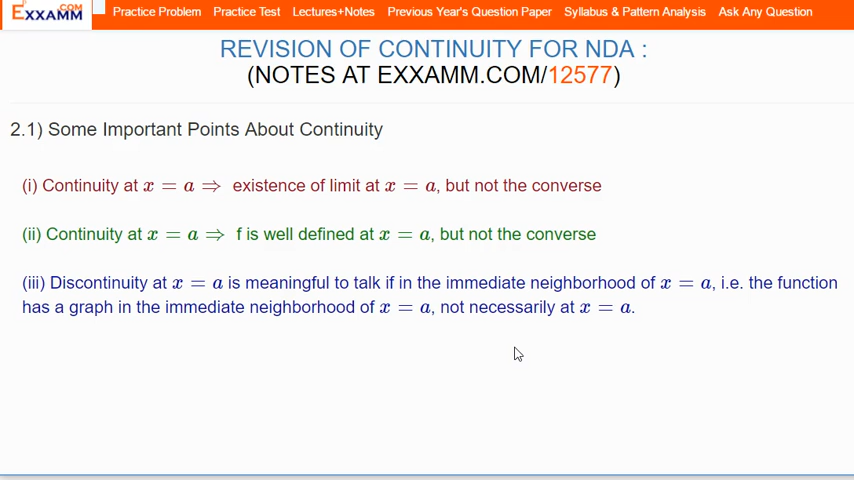 EXXAMM .COM Practice Problem Practice Test Lectures+Notes Previous Year's Question Paper Syllabus & Pattern Analysis Ask Any Question
REVISION OF CONTINUITY FOR NDA :
(NOTES AT EXXAMM.COM/12577)
2.1) Some Important Points About Continuity
(i) Continuity at x = a ⇒ existence of limit at x = a, but not the converse
(ii) Continuity at x = a ⇒ f is well defined at x = a, but not the converse
(iii) Discontinuity at x = a is meaningful to talk if in the immediate neighborhood of x = a, i.e. the function
has a graph in the immediate neighborhood of x = a, not necessarily at x = a.